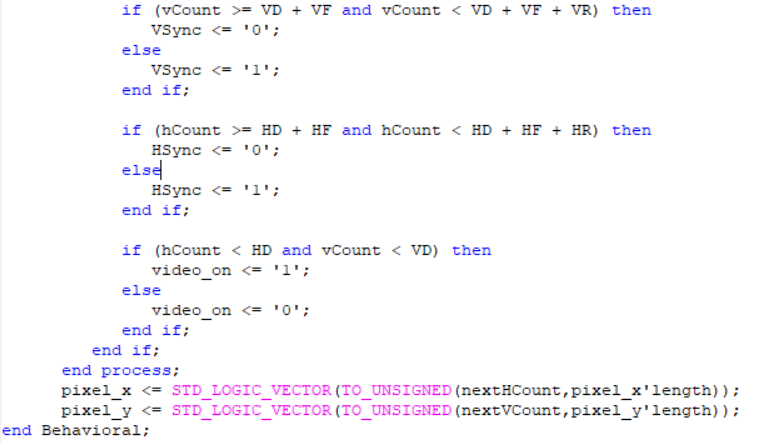 if (vCount >= VD + VF and vCount < VD + VF + VR) then
VSync <= '0';
else
VSync <= '1';
end if;
if (hCount >= HD + HF and hCount < HD + HF + HR) then
HSync <= '0';
else
HSync <= '1';
end if;
if (hCount < HD and vCount < VD) then
video_on <= '1';
else
video_on <= '0';
end if;
end if;
end process;
pixel_x <= STD_LOGIC_VECTOR(TO_UNSIGNED(nextHCount,pixel_x'length));
pixel_y <= STD_LOGIC_VECTOR(TO_UNSIGNED(nextVCount,pixel_y'length));
end Behavioral;